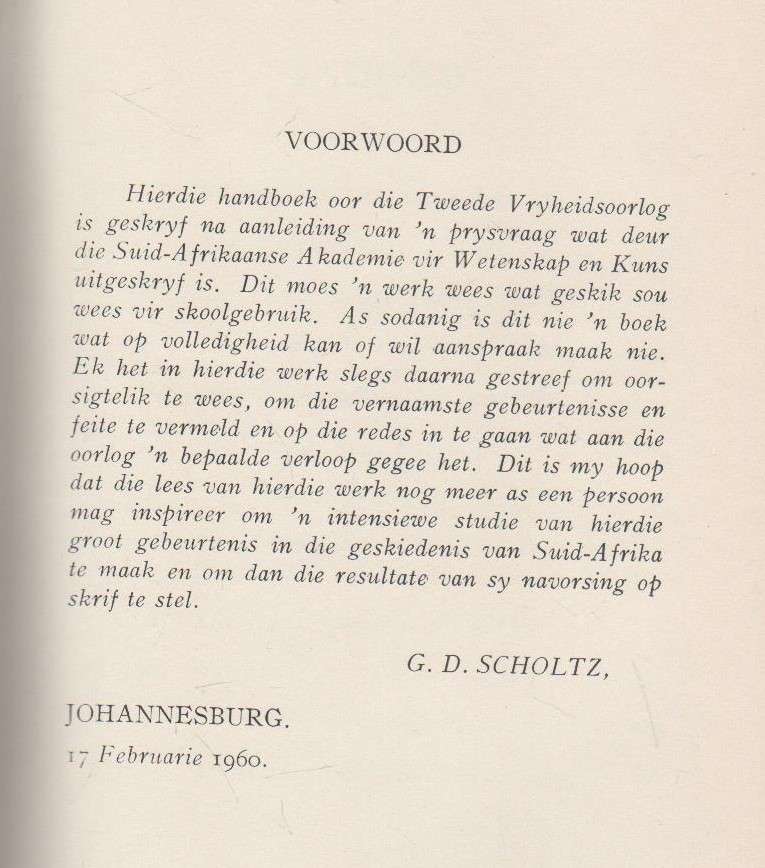 VOORWOORD
Hierdie handboek oor die Tweede Vryheidsoorlog
is geskryf na aanleiding van 'n prysvraag wat deur
die Suid-Afrikaanse Akademie vir Wetenskap en Kuns
uitgeskryf is. Dit moes 'n werk wees wat geskik sou
wees vir skoolgebruik. As sodanig is dit nie 'n boek
wat op volledigheid kan of wil aanspraak maak nie.
Ek het in hierdie werk slegs daarna gestreef om oor-
sigtelik te wees, om die vernaamste gebeurtenisse en
feite te vermeld en op die redes in te gaan wat aan die
oorlog 'n bepaalde verloop gegee het. Dit is my hoop
dat die lees van hierdie werk nog meer as een persoon
mag inspireer om 'n intensiewe studie van hierdie
groot gebeurtenis in die geskiedenis van Suid-Afrika
te maak en om dan die resultate van sy navorsing op
skrif te stel.
G. D. SCHOLTZ,
JOHANNESBURG.
17 Februarie 1960.